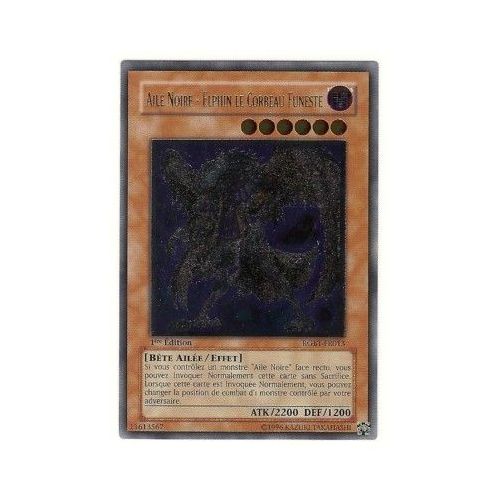 Aile Noire - Elphin le Corbeau Funeste
1ère Édition
RGBT-FR013
[Bête Ailée / Effet]
Si vous contrôlez un monstre "Aile Noire" face recto, vous
pouvez Invoquer Normalement cette carte sans Sacrifice.
Lorsque cette carte est Invoquée Normalement, vous pouvez
changer la position de combat d'1 monstre contrôlé par votre
adversaire.
ATK/2200 DEF/1200
11613567
©1996 KAZUKI TAKAHASHI